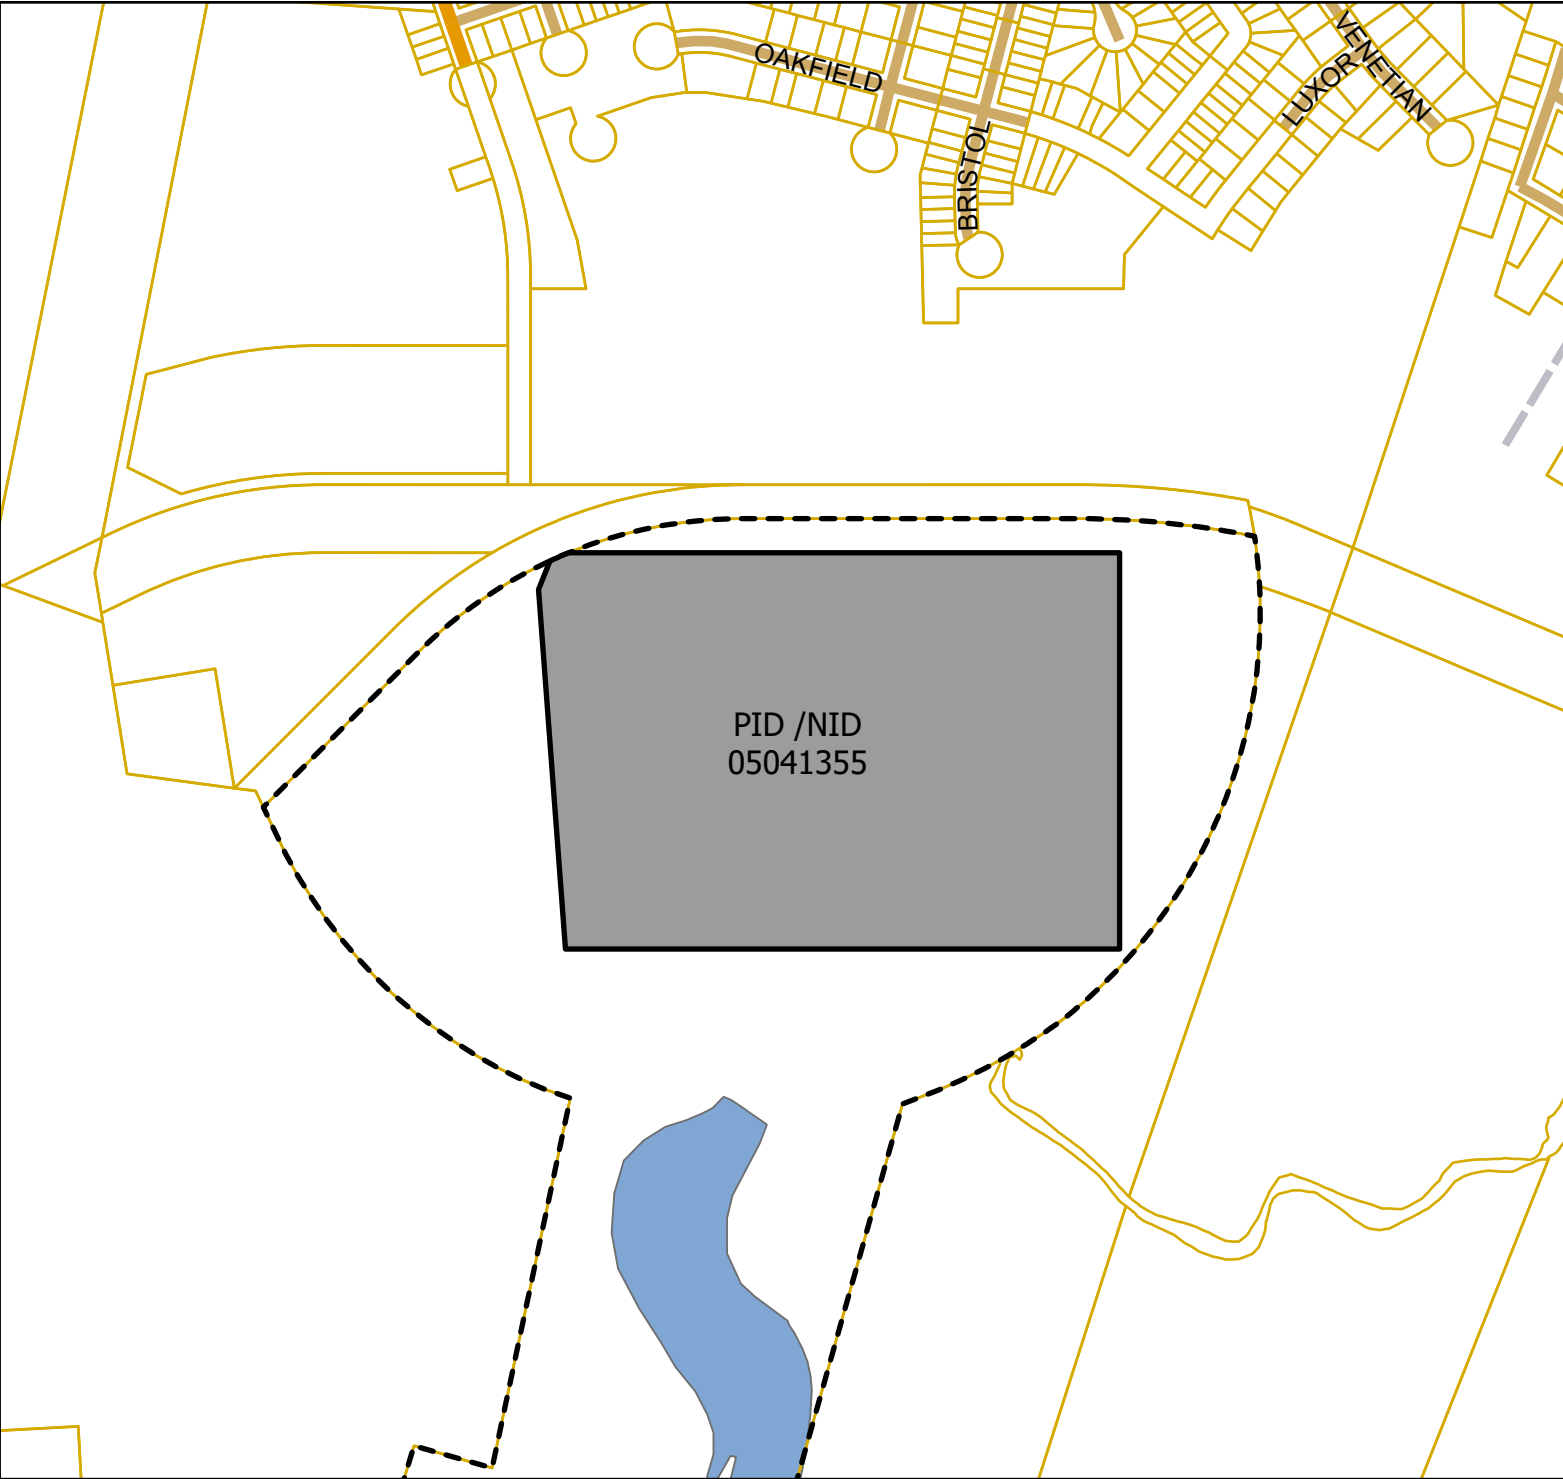 OAKFIELD
BRISTOL
LUXOR
VENETIAN
PID /NID
05041355